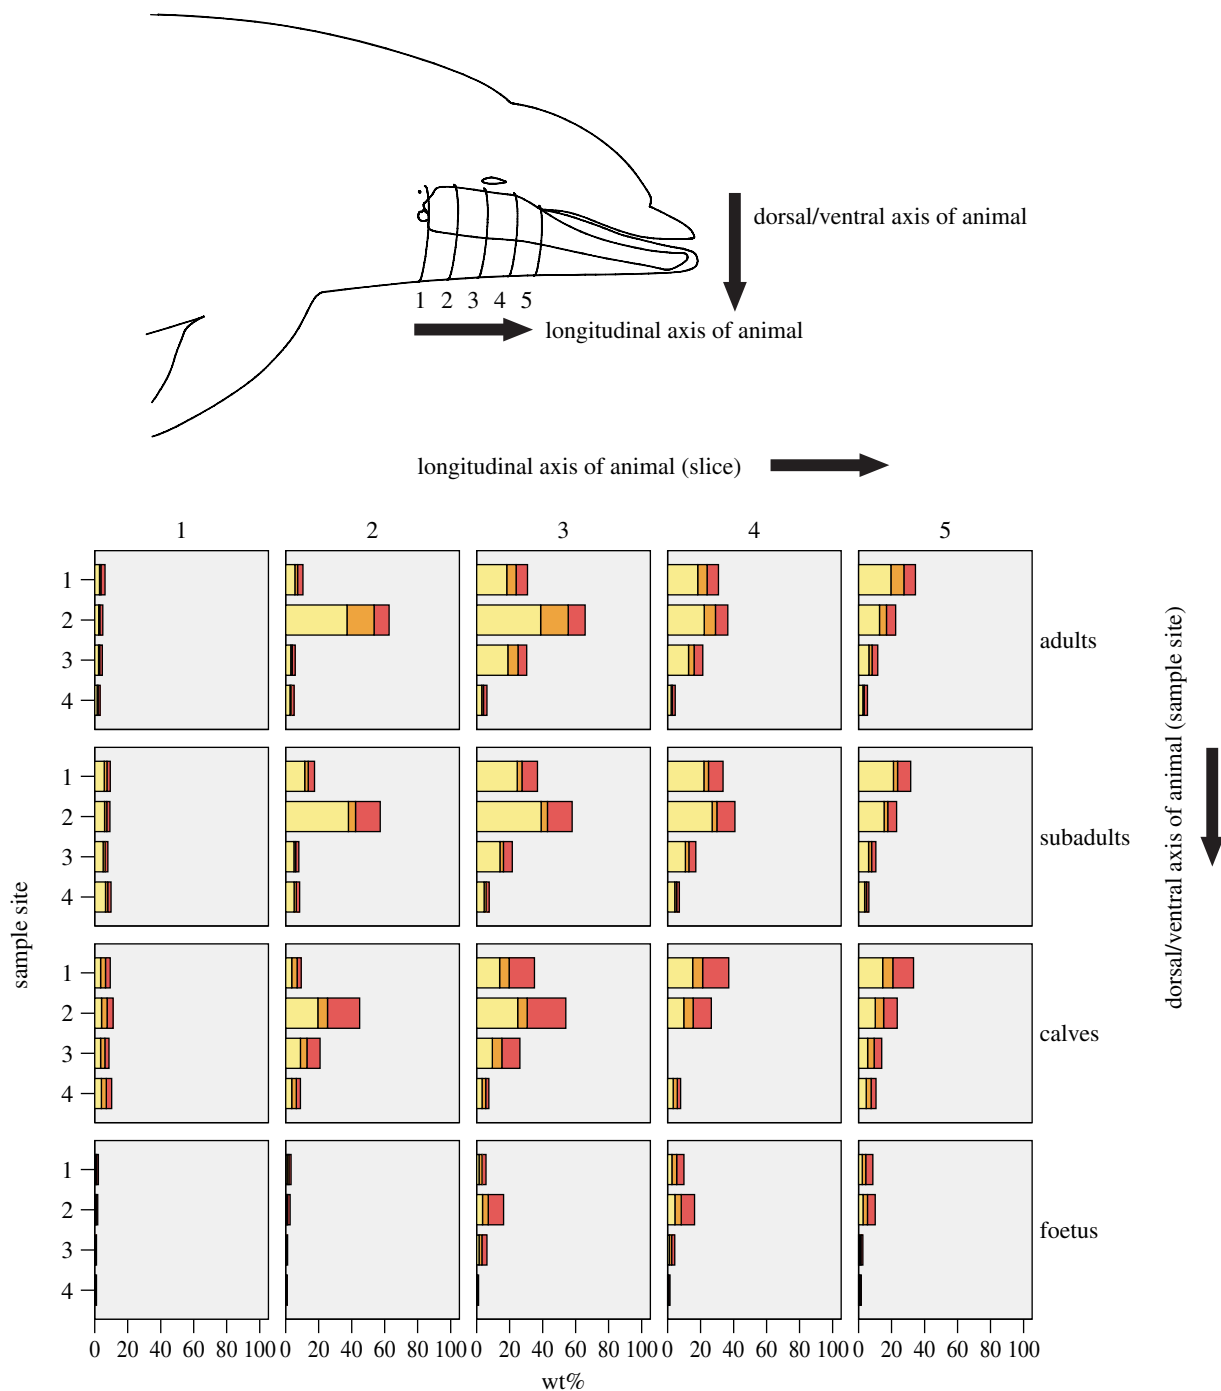 dorsal/ventral axis of animal
1 2 3 4 5
longitudinal axis of animal
longitudinal axis of animal (slice)
1 2 3 4 5
1
2
3
4
adults
1
2
3
4
subadults
1
2
3
4
calves
1
2
3
4
foetus
sample site
dorsal/ventral axis of animal (sample site)
0 20 40 60 80 100 0 20 40 60 80 100 0 20 40 60 80 100 0 20 40 60 80 100 0 20 40 60 80 100
wt%